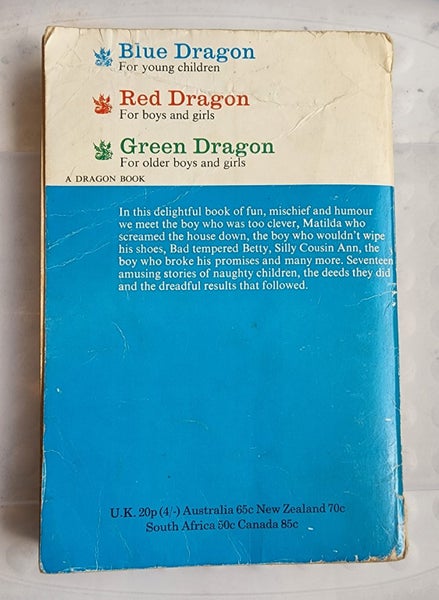 Blue Dragon
For young children
Red Dragon
For boys and girls
Green Dragon
For older boys and girls
A DRAGON BOOK
In this delightful book of fun, mischief and humour
we meet the boy who was too clever, Matilda who
screamed the house down, the boy who wouldn't wipe
his shoes, Bad tempered Betty, Silly Cousin Ann, the
boy who broke his promises and many more. Seventeen
amusing stories of naughty children, the deeds they did
and the dreadful results that followed.
U.K. 20p (4/-) Australia 65c New Zealand 70c
South Africa 50c Canada 85c